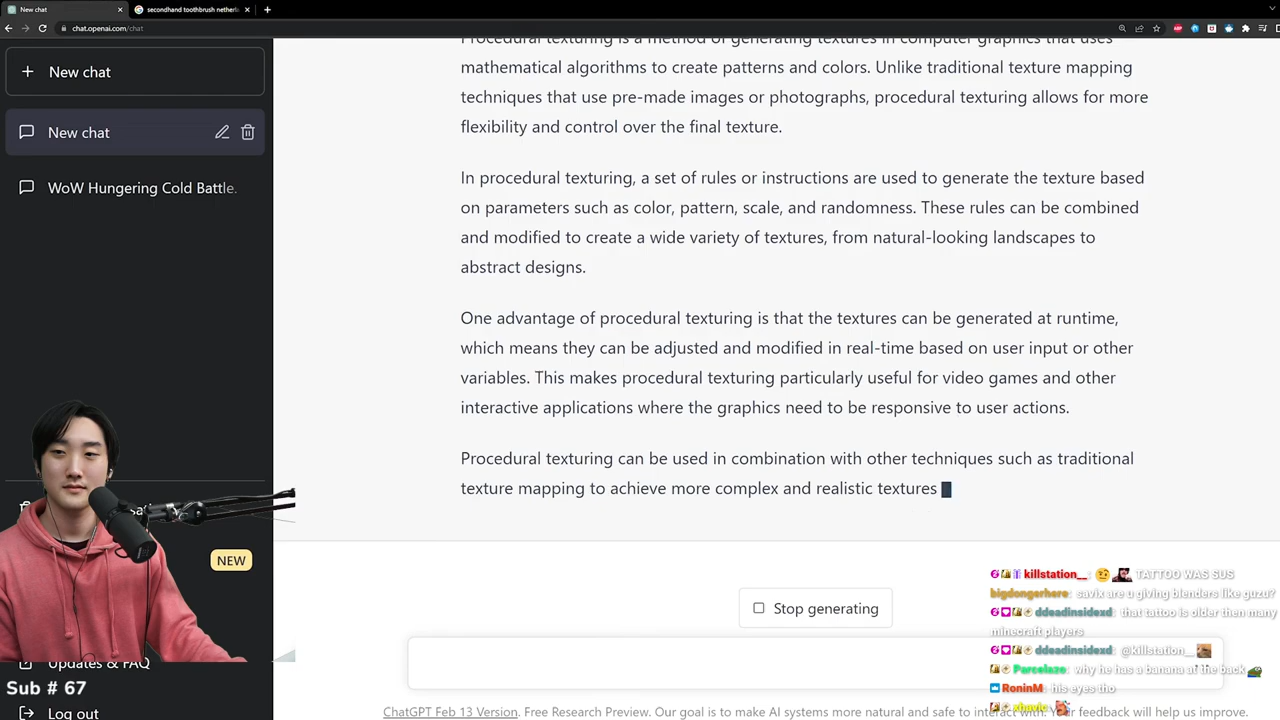 New chat
secondhand toothbrush netherl
chat.openai.com/chat
New chat
New chat
WoW Hungering Cold Battle.
NEW
Updates & FAQ
Sub # 67
Log out
Procedural texturing is a method of generating textures in computer graphics that uses
mathematical algorithms to create patterns and colors. Unlike traditional texture mapping
techniques that use pre-made images or photographs, procedural texturing allows for more
flexibility and control over the final texture.
In procedural texturing, a set of rules or instructions are used to generate the texture based
on parameters such as color, pattern, scale, and randomness. These rules can be combined
and modified to create a wide variety of textures, from natural-looking landscapes to
abstract designs.
One advantage of procedural texturing is that the textures can be generated at runtime,
which means they can be adjusted and modified in real-time based on user input or other
variables. This makes procedural texturing particularly useful for video games and other
interactive applications where the graphics need to be responsive to user actions.
Procedural texturing can be used in combination with other techniques such as traditional
texture mapping to achieve more complex and realistic textures
Stop generating
killstation__: TATTOO WAS SUS
bigdongerhere: savix are u giving blenders like guzu?
ddeadinsidexd: that tattoo is older then many
minecraft players
ddeadinsidexd: @killstation__
Parcelaze: why he has a banana at the back
RoninM: his eyes tho
xhavic:
ChatGPT Feb 13 Version. Free Research Preview. Our goal is to make AI systems more natural and safe to interact with. Your feedback will help us improve.